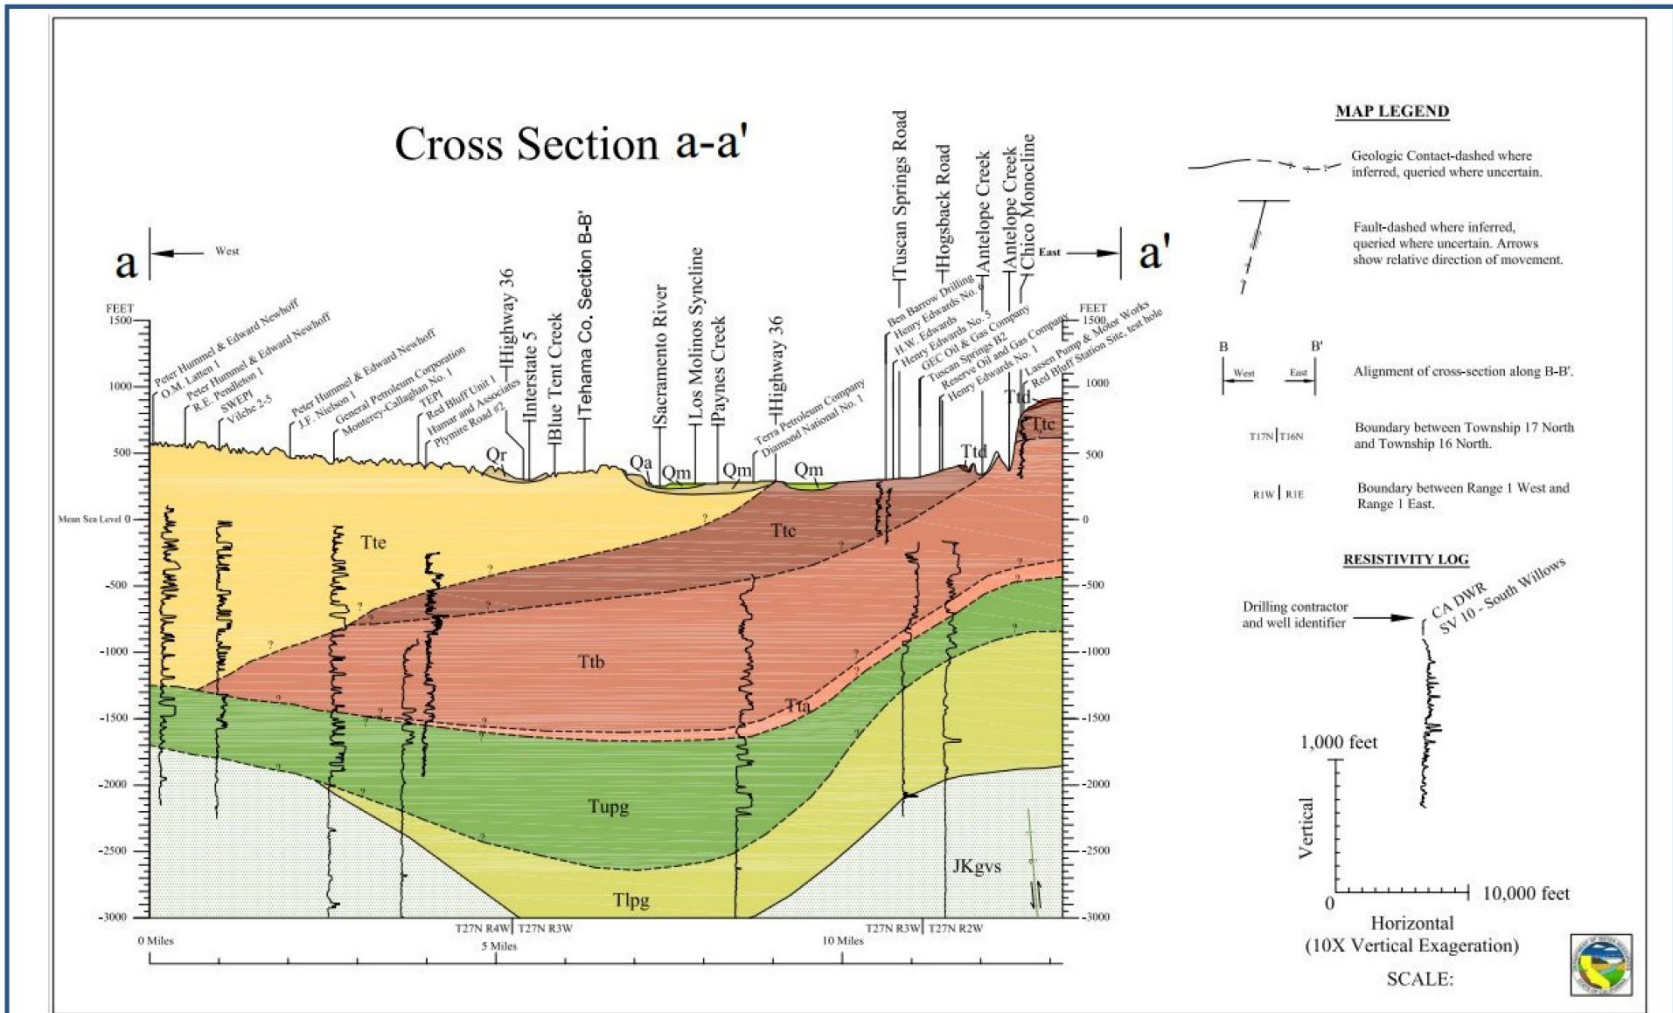 Cross Section a-a'
a
West
East
a'
FEET
1500
1000
500
Mean Sea Level 0
-500
-1000
-1500
-2000
-2500
-3000
Peter Hummel & Edward Newhoff
O.M. Latten 1
Peter Hummel & Edward Newhoff
R.E. Pendleton 1
SWEPI
Vilche 2-5
Peter Hummel & Edward Newhoff
J.F. Nielson 1
General Petroleum Corporation
Monterrey-Callaghan No. 1
TEPI
Red Bluff Unit 1
Hamar and Associates
Plymire Road #2
Highway 36
Interstate 5
Blue Tent Creek
Tehama Co. Section B-B'
Sacramento River
Los Molinos Syncline
Paynes Creek
Highway 36
Terra Petroleum Company
Diamond National No. 1
Tuscan Springs Road
Hogsback Road
Antelope Creek
Antelope Creek
Chico Monocline
Ben Barrow Drilling
Henry Edwards No. 6
H.W. Edwards
Henry Edwards No. 5
GEC Oil & Gas Company
Tuscan Springs B2
Reserve Oil and Gas Company
Henry Edwards No. 1
Lassen Pump & Motor Works
Red Bluff Station Site, test hole
FEET
1500
1000
500
0
-500
-1000
-1500
-2000
-2500
-3000
Qr
Qa
Qm
Qm
Qm
Ttd
Ttd
Ttc
Tte
Ttc
Ttb
Tta
Tupg
Tlpg
JKgvs
T27N R4W T27N R3W
T27N R3W T27N R2W
0 Miles
5 Miles
10 Miles
MAP LEGEND
Geologic Contact-dashed where
inferred, queried where uncertain.
Fault-dashed where inferred,
queried where uncertain. Arrows
show relative direction of movement.
B B'
West East
Alignment of cross-section along B-B'.
T17N T16N
Boundary between Township 17 North
and Township 16 North.
R1W R1E
Boundary between Range 1 West and
Range 1 East.
RESISTIVITY LOG
Drilling contractor
and well identifier
CA DWR
SV 10 - South Willows
1,000 feet
Vertical
0
10,000 feet
Horizontal
(10X Vertical Exageration)
SCALE: